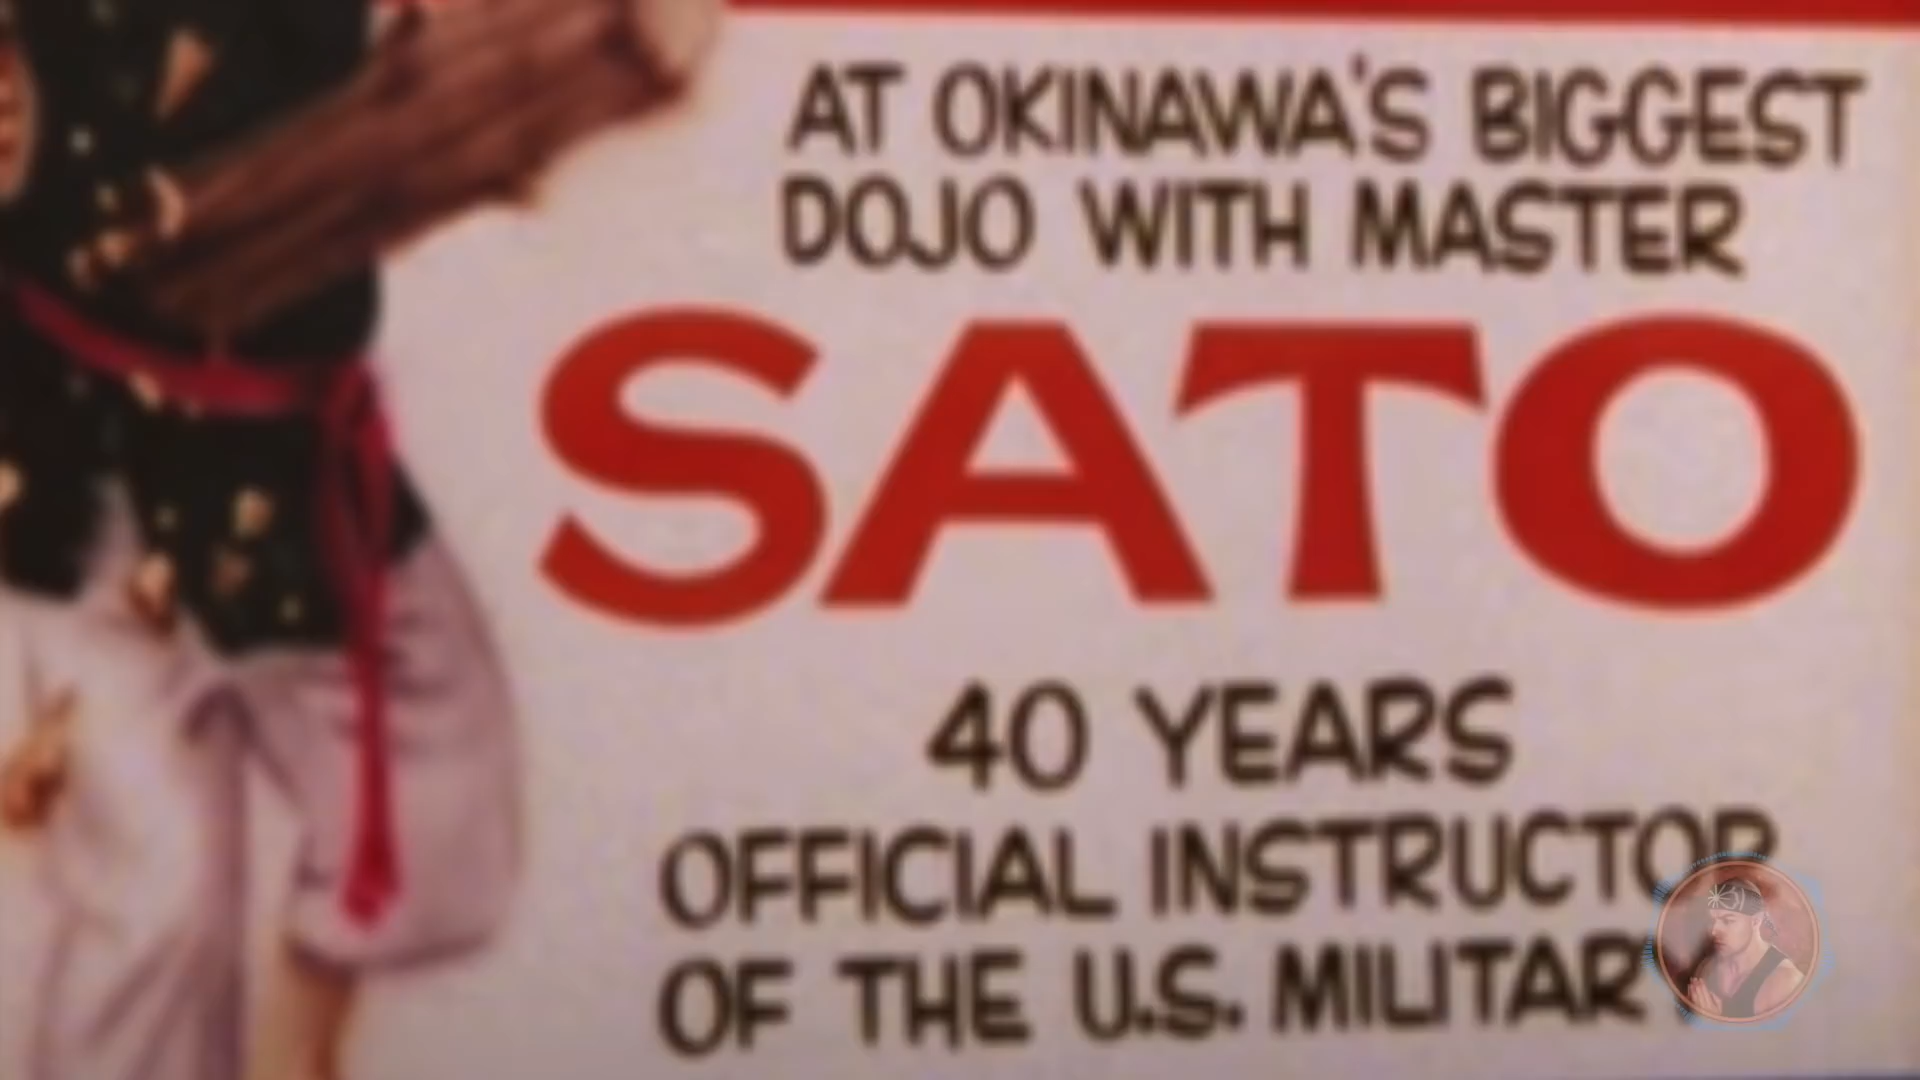 AT OKINAWA'S BIGGEST
DOJO WITH MASTER
SATO
40 YEARS
OFFICIAL INSTRUCTOR
OF THE U.S. MILITARY